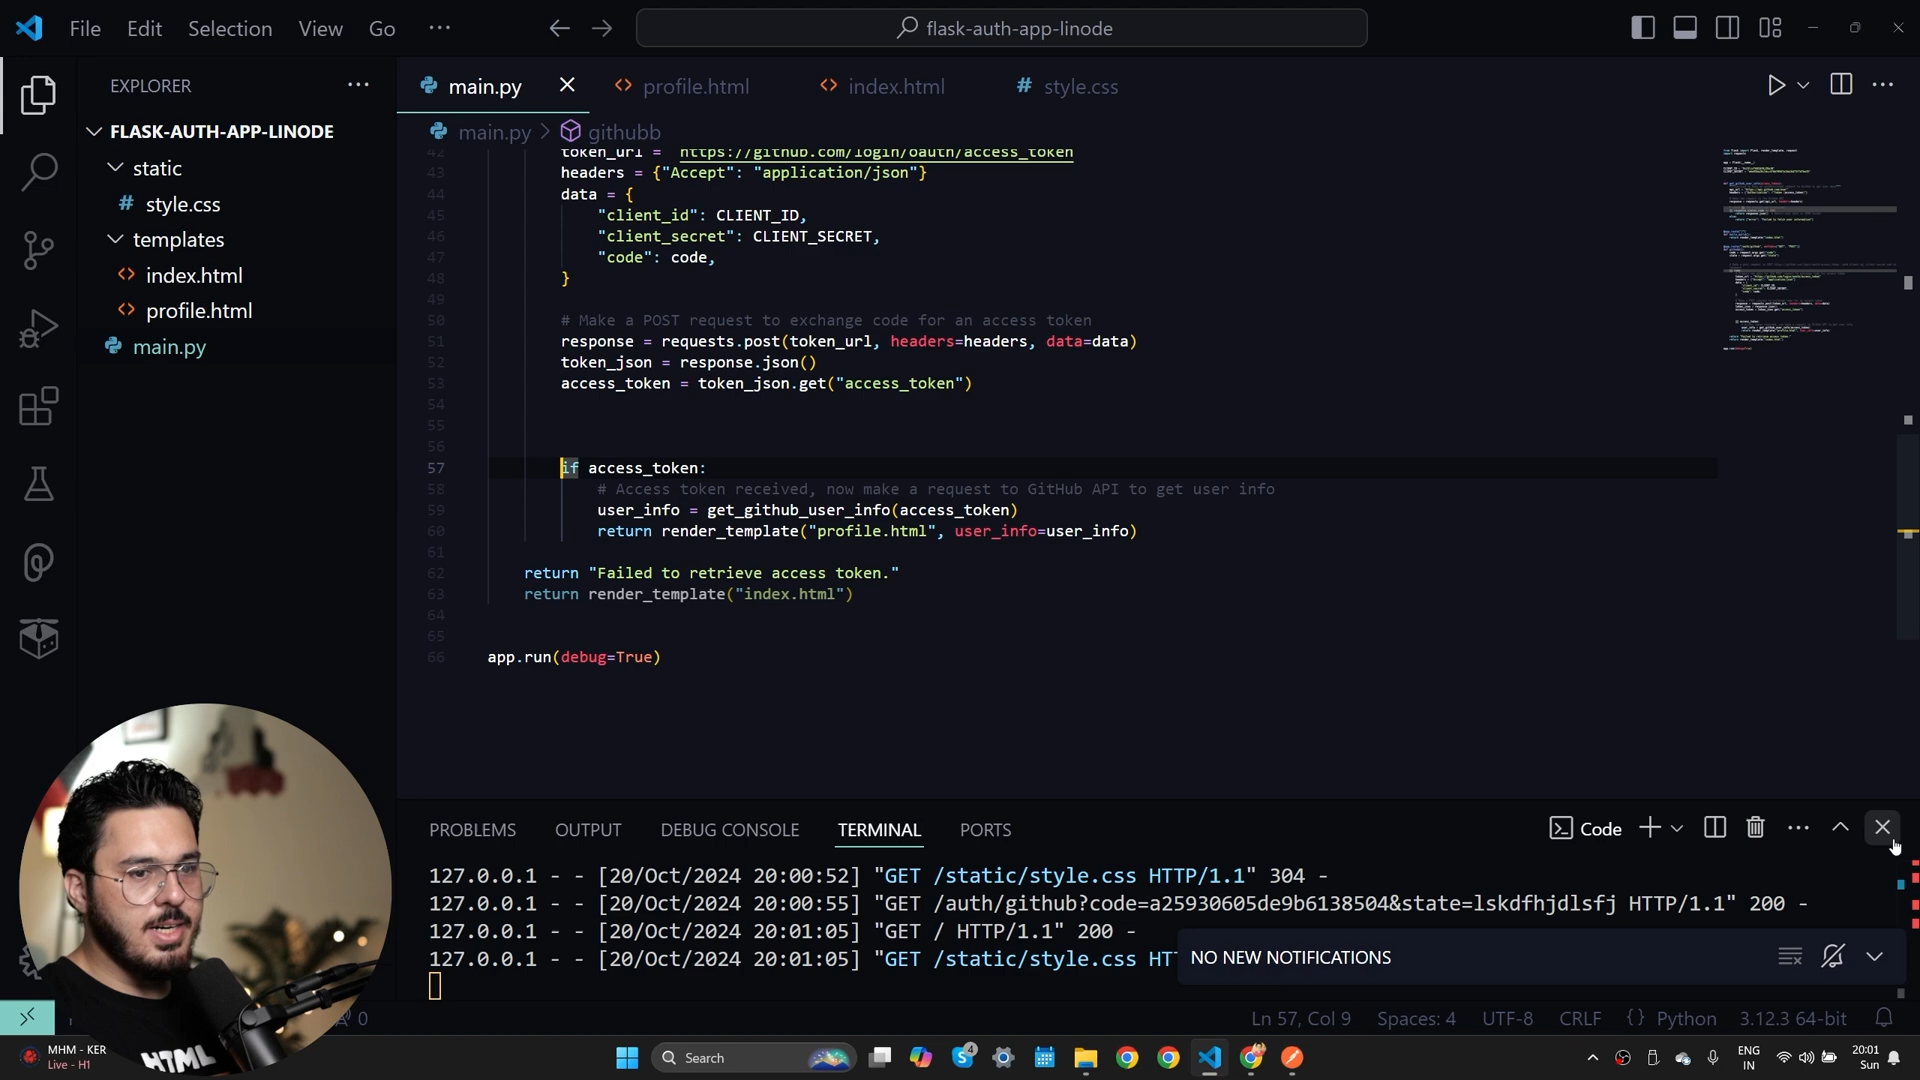 File Edit Selection View Go ···
flask-auth-app-linode
EXPLORER
FLASK-AUTH-APP-LINODE
static
# style.css
templates
<> index.html
<> profile.html
main.py
main.py
<> profile.html
<> index.html
# style.css
main.py > githubb
42 token_url = "https://github.com/login/oauth/access_token
43 headers = {"Accept": "application/json"}
44 data = {
45 "client_id": CLIENT_ID,
46 "client_secret": CLIENT_SECRET,
47 "code": code,
48 }
49
50 # Make a POST request to exchange code for an access token
51 response = requests.post(token_url, headers=headers, data=data)
52 token_json = response.json()
53 access_token = token_json.get("access_token")
54
55
56
57 if access_token:
58 # Access token received, now make a request to GitHub API to get user info
59 user_info = get_github_user_info(access_token)
60 return render_template("profile.html", user_info=user_info)
61
62 return "Failed to retrieve access token."
63 return render_template("index.html")
64
65
66 app.run(debug=True)
PROBLEMS OUTPUT DEBUG CONSOLE TERMINAL PORTS
Code
127.0.0.1 - - [20/Oct/2024 20:00:52] "GET /static/style.css HTTP/1.1" 304 -
127.0.0.1 - - [20/Oct/2024 20:00:55] "GET /auth/github?code=a25930605de9b6138504&state=lskdfhjdlsfj HTTP/1.1" 200 -
127.0.0.1 - - [20/Oct/2024 20:01:05] "GET / HTTP/1.1" 200 -
127.0.0.1 - - [20/Oct/2024 20:01:05] "GET /static/style.css HT
NO NEW NOTIFICATIONS
0
Ln 57, Col 9 Spaces: 4 UTF-8 CRLF {} Python 3.12.3 64-bit
HTML
MHM - KER
Live - H1
Search
4
ENG
IN
20:01
Sun